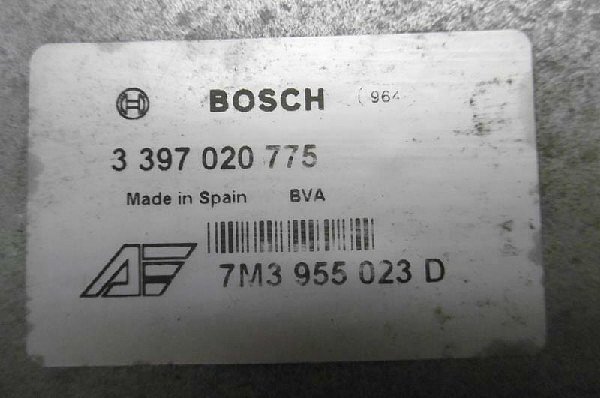 BOSCH (964
3 397 020 775
Made in Spain BVA
7M3 955 023 D